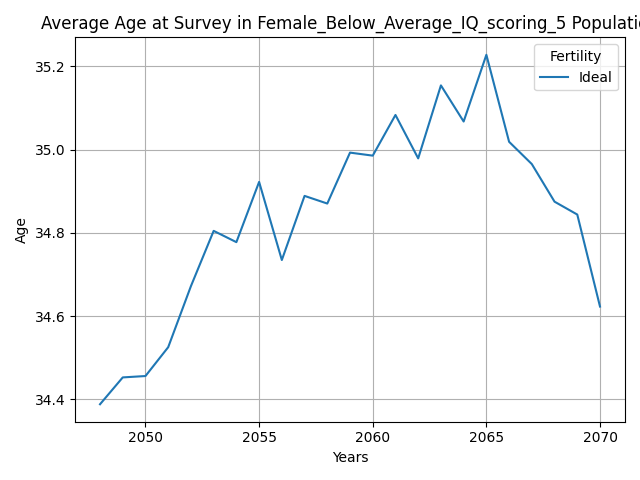 Average Age at Survey in Female_Below_Average_IQ_scoring_5 Populatio
Fertility
Ideal
35.2
35.0
34.8
34.6
34.4
Age
2050 2055 2060 2065 2070
Years